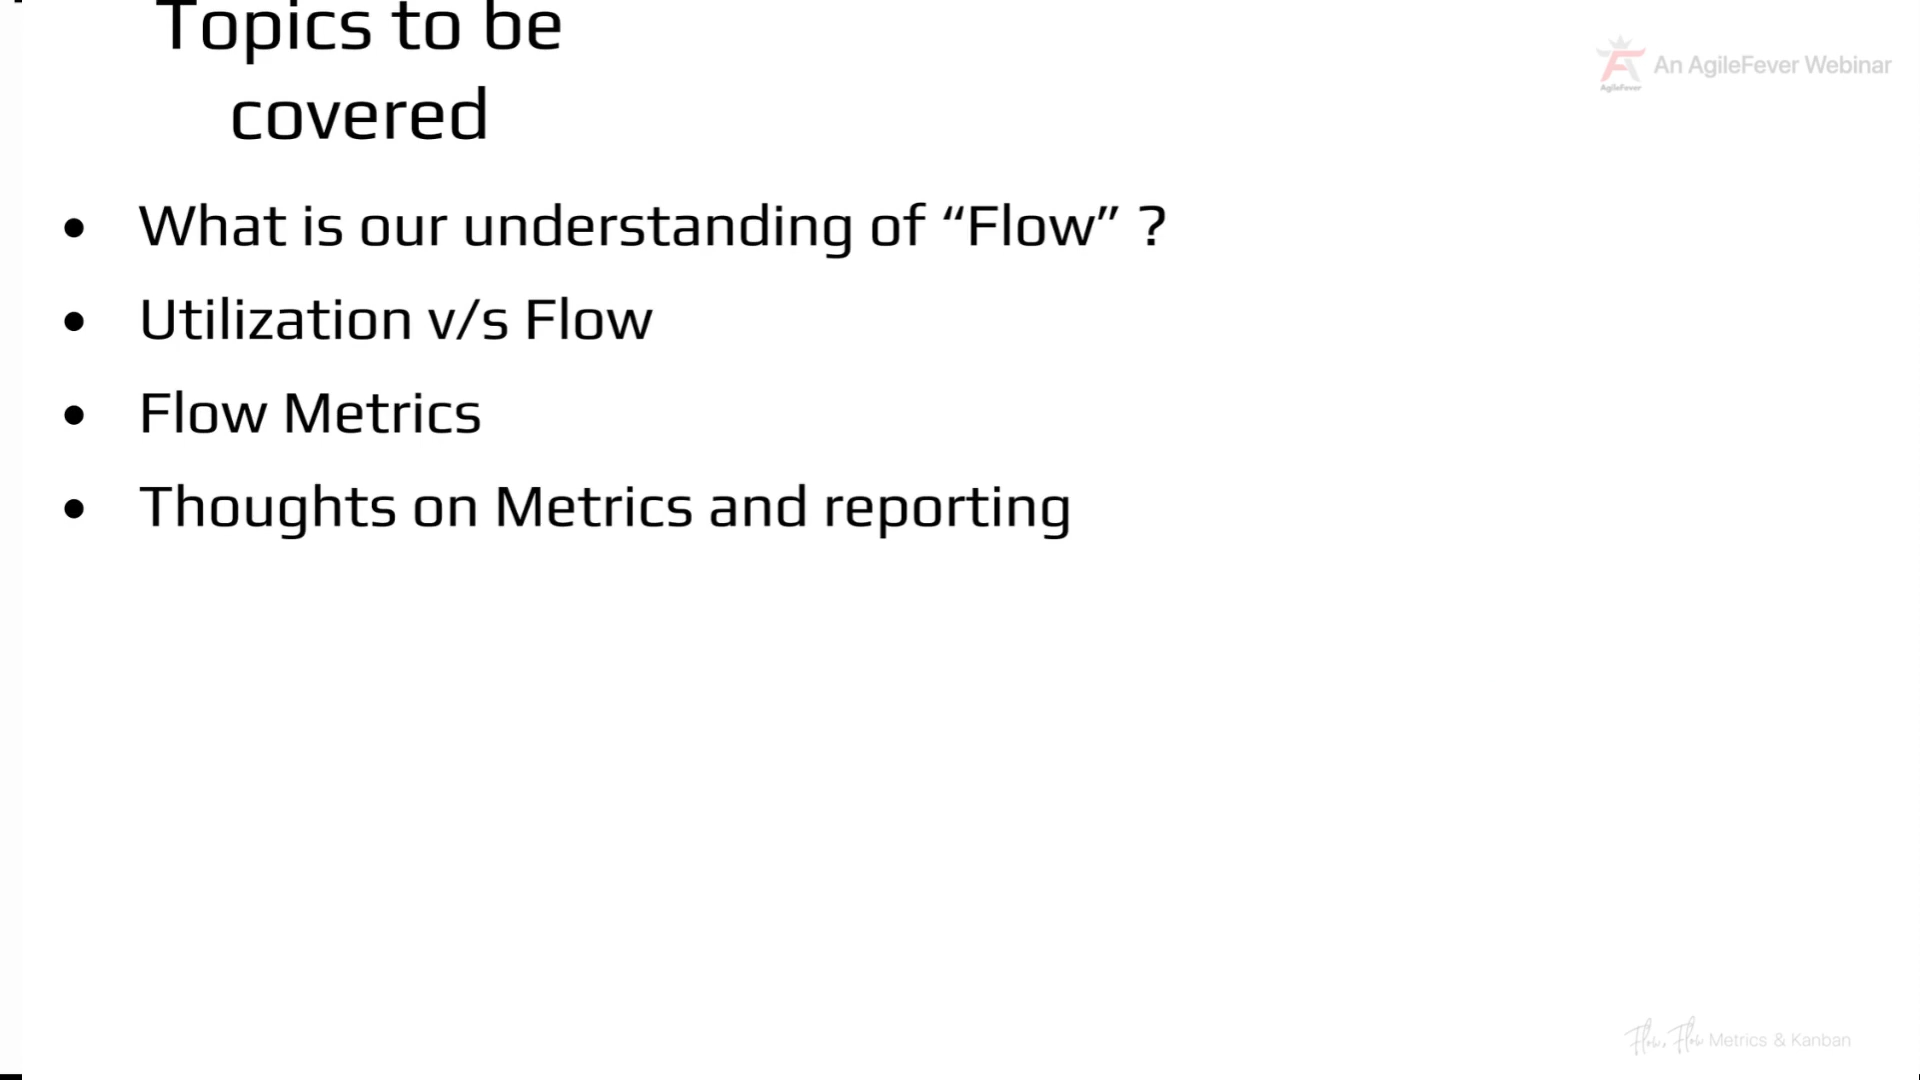 Topics to be
covered
An AgileFever Webinar
AgileFever
• What is our understanding of “Flow” ?
• Utilization v/s Flow
• Flow Metrics
• Thoughts on Metrics and reporting
Flow, Flow Metrics & Kanban